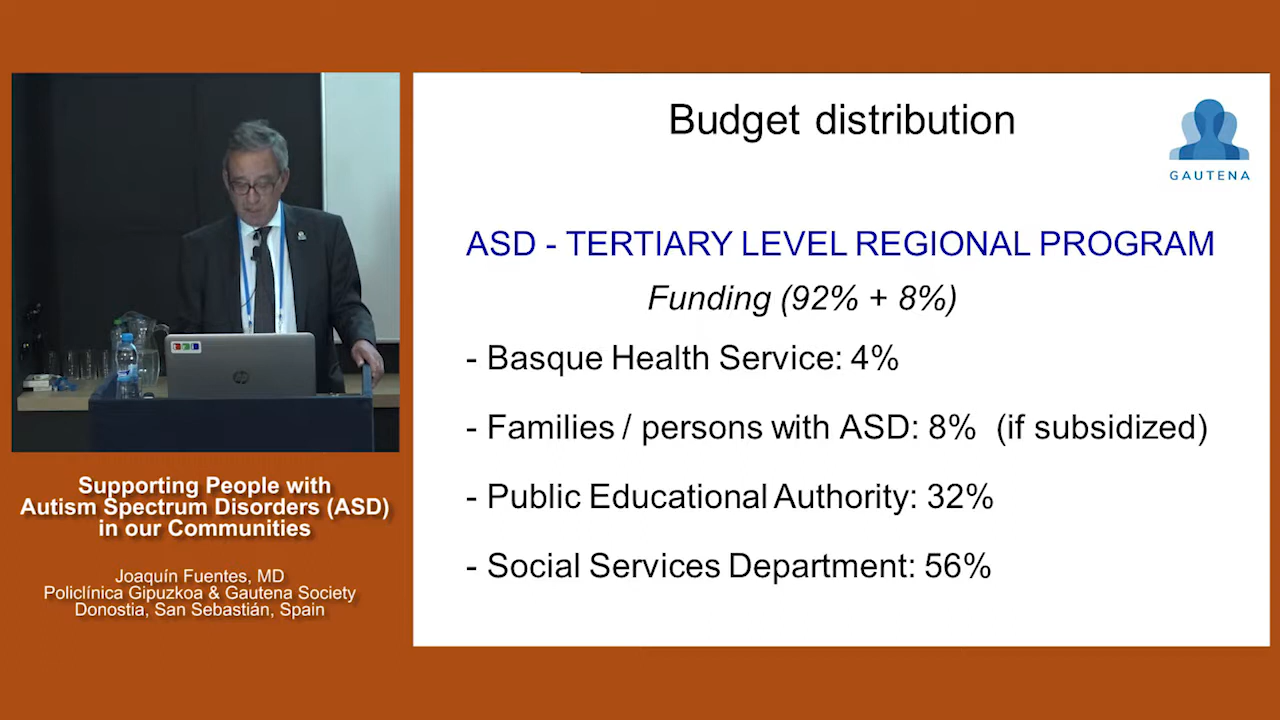 Budget distribution
GAUTENA
ASD - TERTIARY LEVEL REGIONAL PROGRAM
Funding (92% + 8%)
- Basque Health Service: 4%
- Families / persons with ASD: 8% (if subsidized)
- Public Educational Authority: 32%
- Social Services Department: 56%
Supporting People with
Autism Spectrum Disorders (ASD)
in our Communities
Joaquín Fuentes, MD
Policlínica Gipuzkoa & Gautena Society
Donostia, San Sebastián, Spain